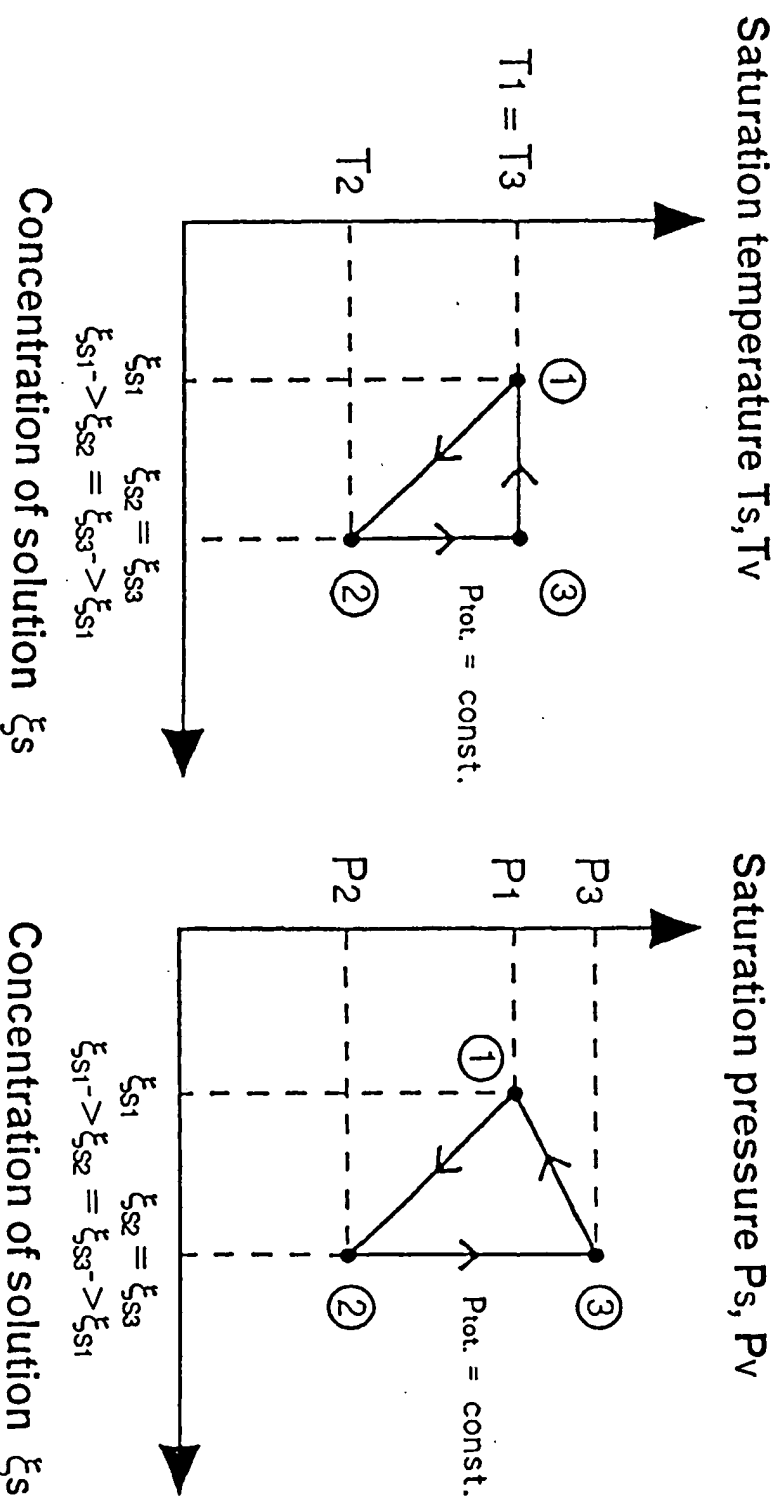 Saturation temperature Ts, Tv
T1 = T3
T2
①
③
②
Ptot. = const.
ξS1 ξS2 = ξS3
ξS1-> ξS2 = ξS3-> ξS1
Concentration of solution ξs
Saturation pressure Ps, Pv
P3
P1
P2
①
③
②
Ptot. = const.
ξS1 ξS2 = ξS3
ξS1-> ξS2 = ξS3-> ξS1
Concentration of solution ξs